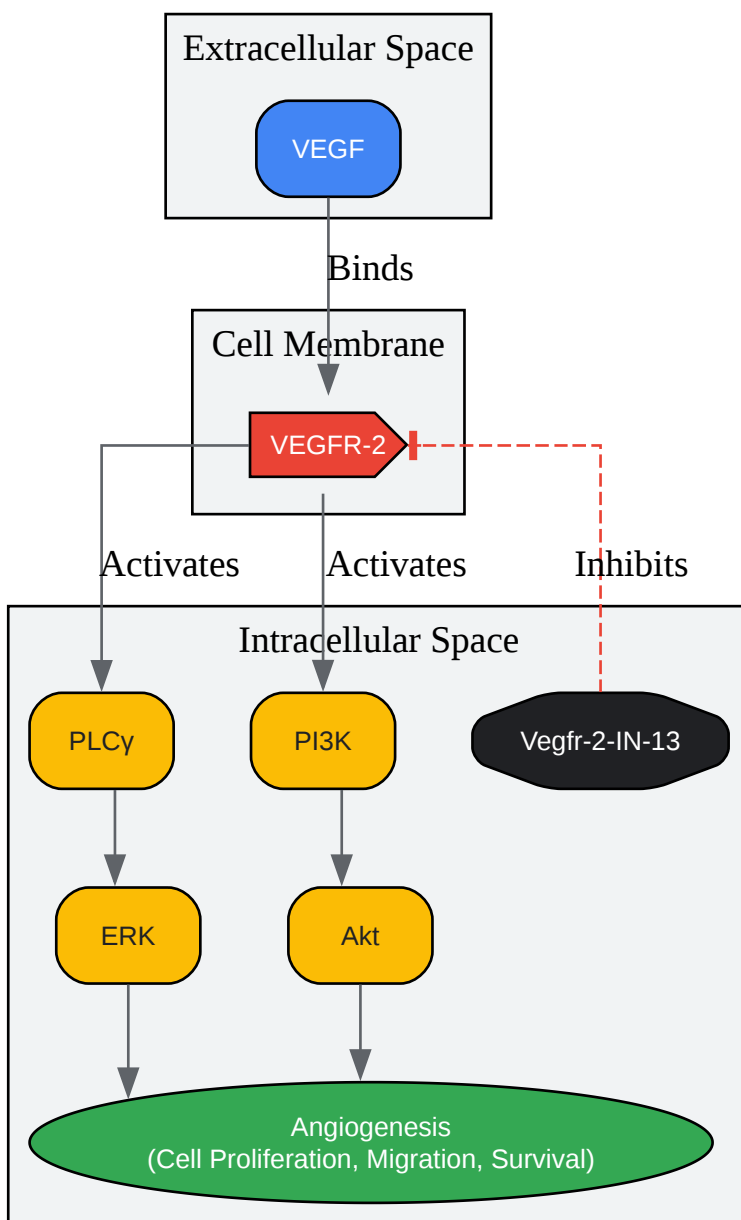 Extracellular Space
VEGF
Binds
Cell Membrane
VEGFR-2
Activates
Activates
Inhibits
Intracellular Space
PLCγ
PI3K
Vegfr-2-IN-13
ERK
Akt
Angiogenesis
(Cell Proliferation, Migration, Survival)